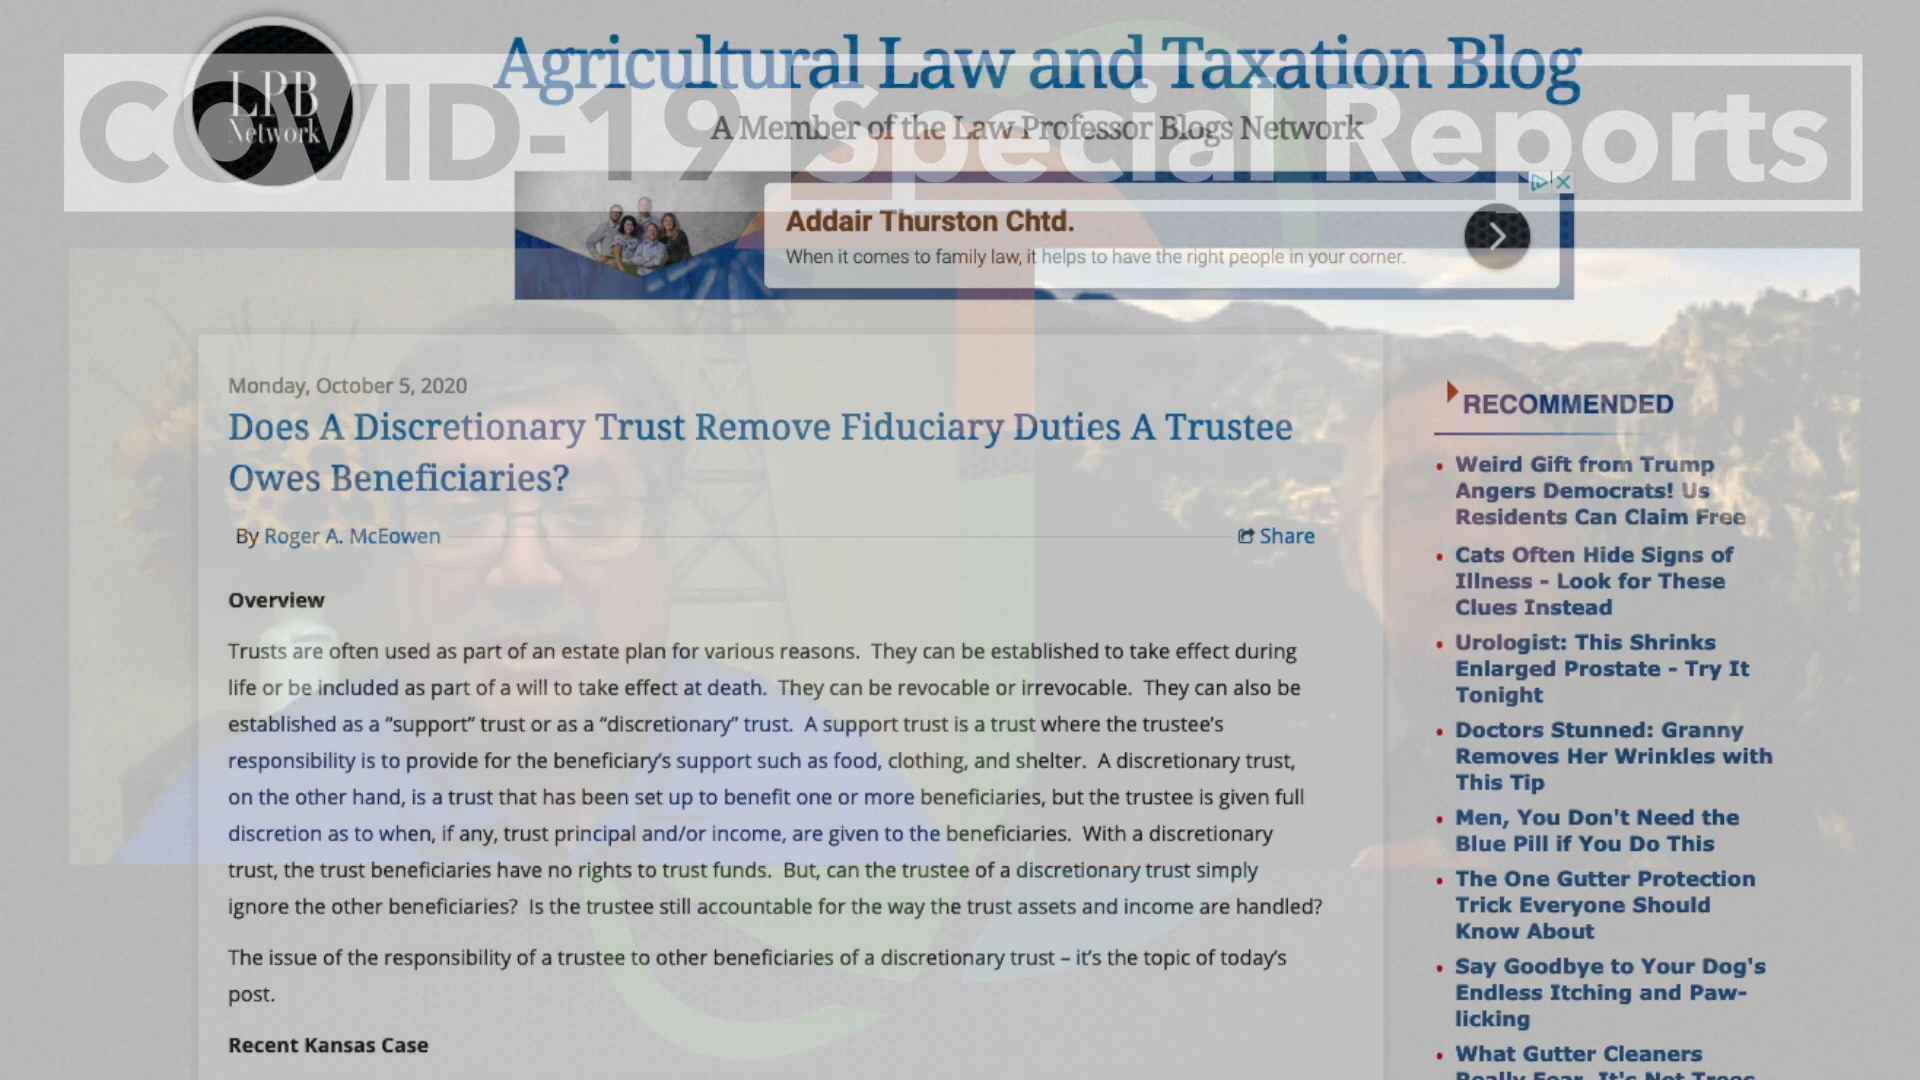 LPB
Network
Agricultural Law and Taxation Blog
COVID-19 Special Reports
A Member of the Law Professor Blogs Network
Addair Thurston Chtd.
When it comes to family law, it helps to have the right people in your corner.
Monday, October 5, 2020
Does A Discretionary Trust Remove Fiduciary Duties A Trustee
Owes Beneficiaries?
By Roger A. McEowen
Share
Overview
Trusts are often used as part of an estate plan for various reasons.  They can be established to take effect during
life or be included as part of a will to take effect at death.  They can be revocable or irrevocable.  They can also be
established as a “support” trust or as a “discretionary” trust.  A support trust is a trust where the trustee’s
responsibility is to provide for the beneficiary’s support such as food, clothing, and shelter.  A discretionary trust,
on the other hand, is a trust that has been set up to benefit one or more beneficiaries, but the trustee is given full
discretion as to when, if any, trust principal and/or income, are given to the beneficiaries.  With a discretionary
trust, the trust beneficiaries have no rights to trust funds.  But, can the trustee of a discretionary trust simply
ignore the other beneficiaries?  Is the trustee still accountable for the way the trust assets and income are handled?
The issue of the responsibility of a trustee to other beneficiaries of a discretionary trust – it’s the topic of today’s
post.
Recent Kansas Case
RECOMMENDED
Weird Gift from Trump
Angers Democrats! Us
Residents Can Claim Free
Cats Often Hide Signs of
Illness - Look for These
Clues Instead
Urologist: This Shrinks
Enlarged Prostate - Try It
Tonight
Doctors Stunned: Granny
Removes Her Wrinkles with
This Tip
Men, You Don't Need the
Blue Pill if You Do This
The One Gutter Protection
Trick Everyone Should
Know About
Say Goodbye to Your Dog's
Endless Itching and Paw-
licking
What Gutter Cleaners
Really Fear, It's Not Trees